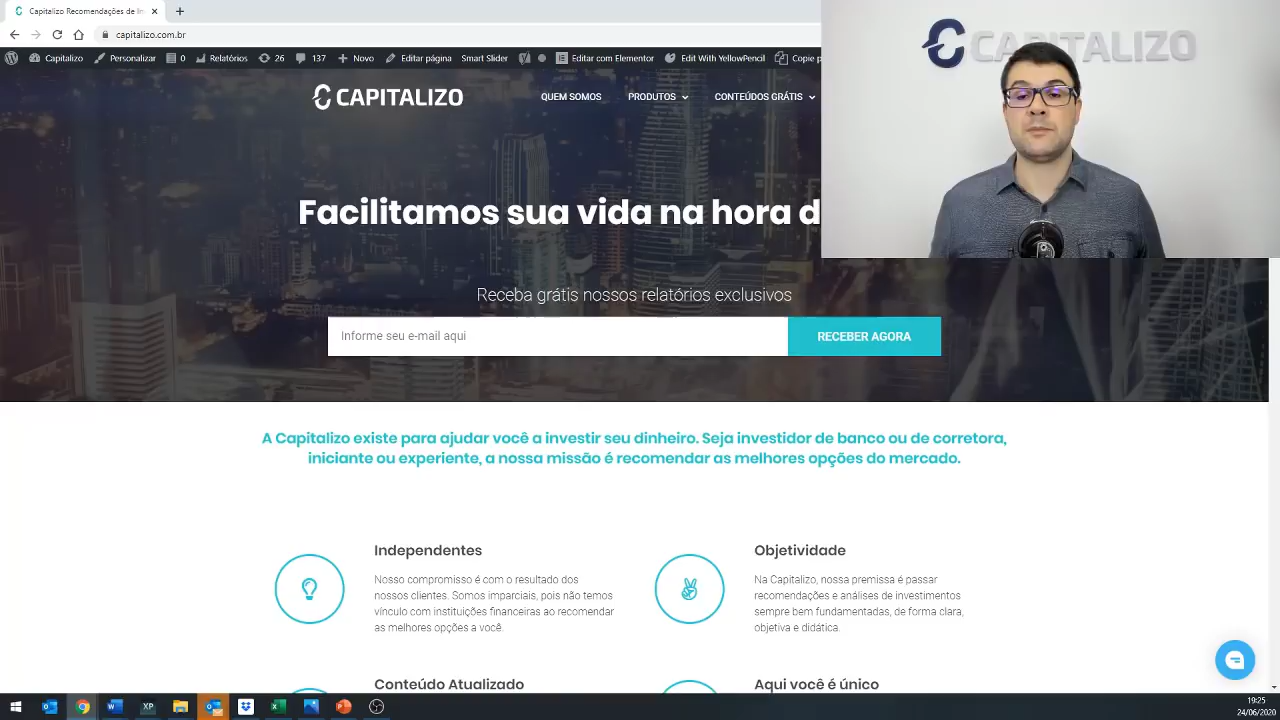 Capitalizo Recomendações de In
capitalizo.com.br
Capitalizo
Personalizar
0
Relatórios
26
137
Novo
Editar página
Smart Slider
Editar com Elementor
Edit With YellowPencil
Copie p
CAPITALIZO
QUEM SOMOS
PRODUTOS
CONTEÚDOS GRÁTIS
CAPITALIZO
Facilitamos sua vida na hora d
Receba grátis nossos relatórios exclusivos
Informe seu e-mail aqui
RECEBER AGORA
A Capitalizo existe para ajudar você a investir seu dinheiro. Seja investidor de banco ou de corretora,
iniciante ou experiente, a nossa missão é recomendar as melhores opções do mercado.
Independentes
Nosso compromisso é com o resultado dos
nossos clientes. Somos imparciais, pois não temos
vínculo com instituições financeiras ao recomendar
as melhores opções a você.
Objetividade
Na Capitalizo, nossa premissa é passar
recomendações e análises de investimentos
sempre bem fundamentadas, de forma clara,
objetiva e didática.
Conteúdo Atualizado
Aqui você é único
XP
19:25
24/06/2020